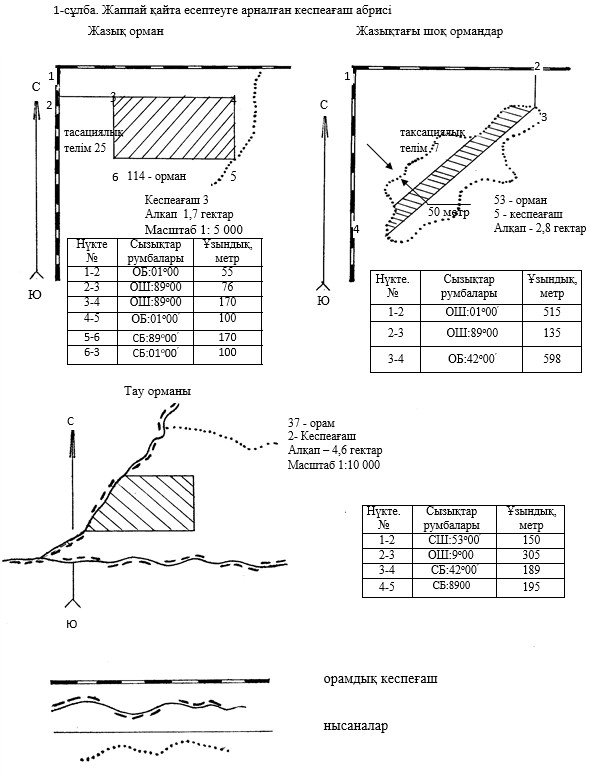 1-сұлба. Жаппай қайта есептеуге арналған кеспеағаш абрисі
Жазық орман
1
С
2
3
4
тасациялық
телім 25
6
114 - орман
5
Кеспеағаш 3
Алқап 1,7 гектар
Масштаб 1: 5 000
Ю
Нүкте №
Сызықтар румбалары
Ұзындық, метр
1-2 ОБ:01º00 55
2-3 ОШ:89º00 76
3-4 ОШ:89º00′ 170
4-5 ОБ:01º00′ 100
5-6 СБ:89º00′ 170
6-3 СБ:01º00′ 100
Жазықтағы шоқ ормандар
1
2
С
3
таксациялық
телім 7
50 метр
4
53 - орман
5 - кеспеағаш
Алқап - 2,8 гектар
Ю
Нүкте. №
Сызықтар румбалары
Ұзындық, метр
1-2 ОШ:01º00′ 515
2-3 ОШ:89º00 135
3-4 ОБ:42º00′ 598
Тау орманы
С
37 - орам
2- Кеспеағаш
Алқап – 4,6 гектар
Масштаб 1:10 000
Ю
Нүкте. №
Сызықтар румбалары
Ұзындық, метр
1-2 СШ:53º00′ 150
2-3 ОШ:9º00 305
3-4 СБ:42º00′ 189
4-5 СБ:8900 195
орамдық кеспеғаш
нысаналар